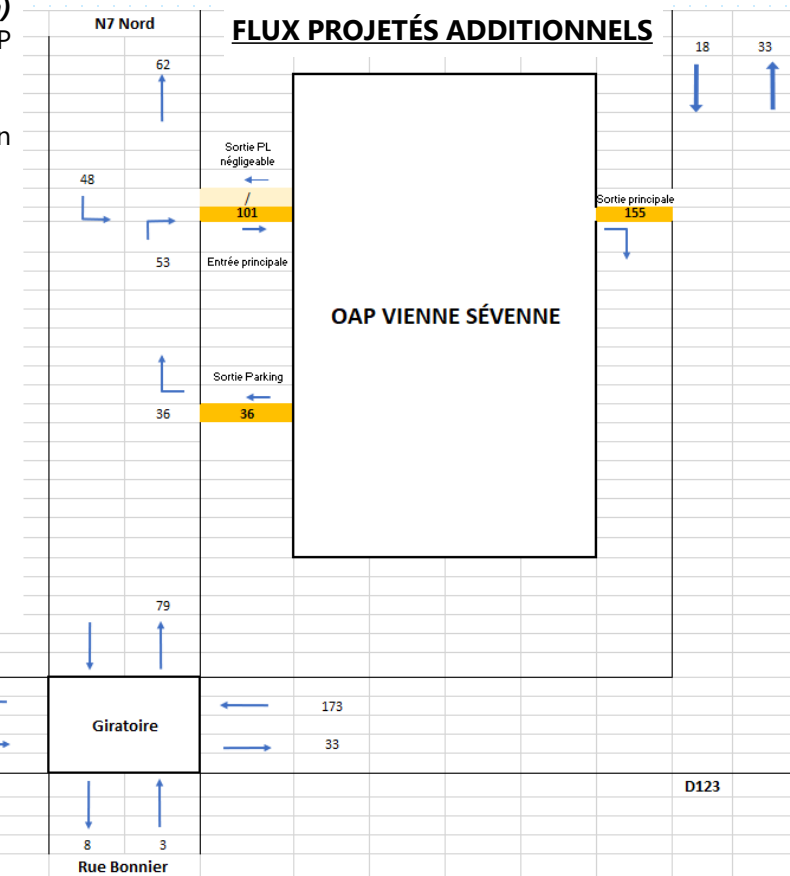 )
P
n
N7 Nord
FLUX PROJETÉS ADDITIONNELS
18
33
62
Sortie PL
négligeable
48
/
101
Sortie principale
155
53
Entrée principale
OAP VIENNE SÉVENNE
Sortie Parking
36
36
79
173
Giratoire
33
D123
8
3
Rue Bonnier